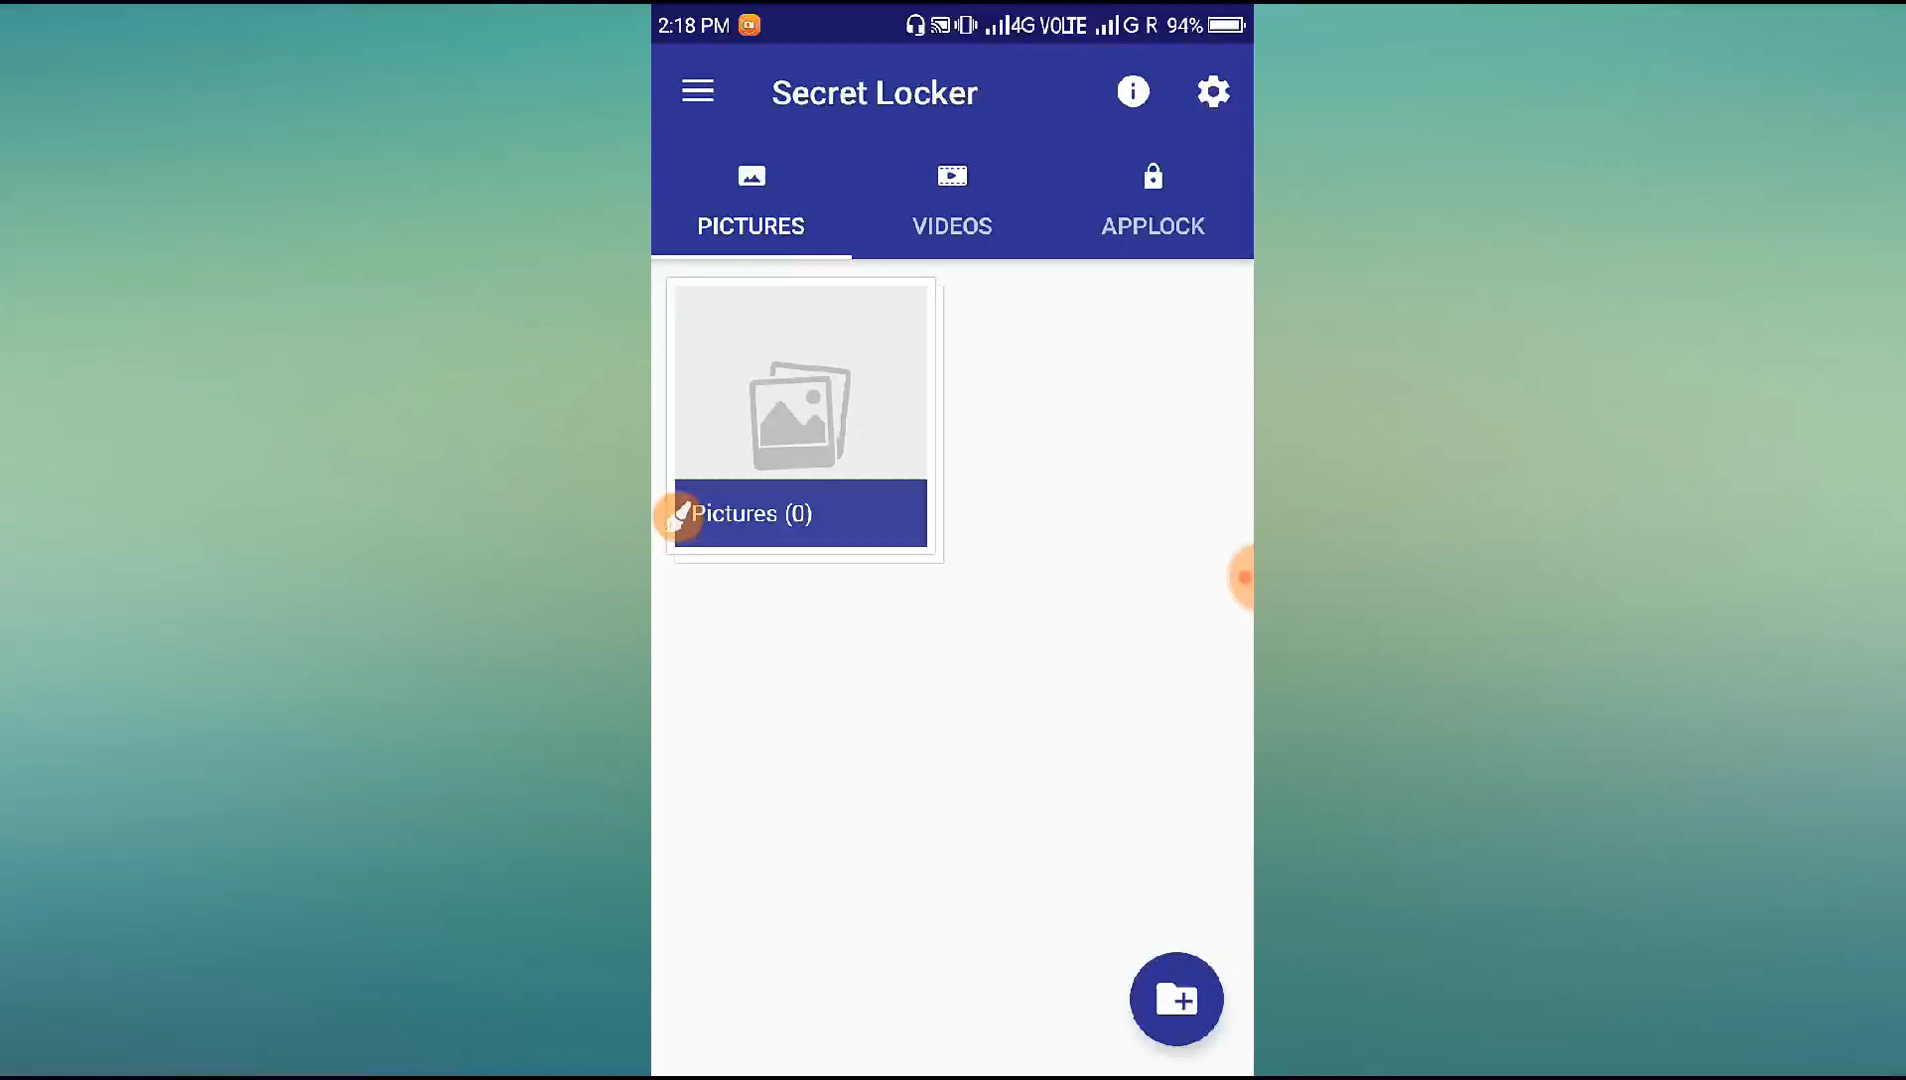 2:18 PM 4G VOLTE G R 94%
Secret Locker
PICTURES VIDEOS APPLOCK
Pictures (0)